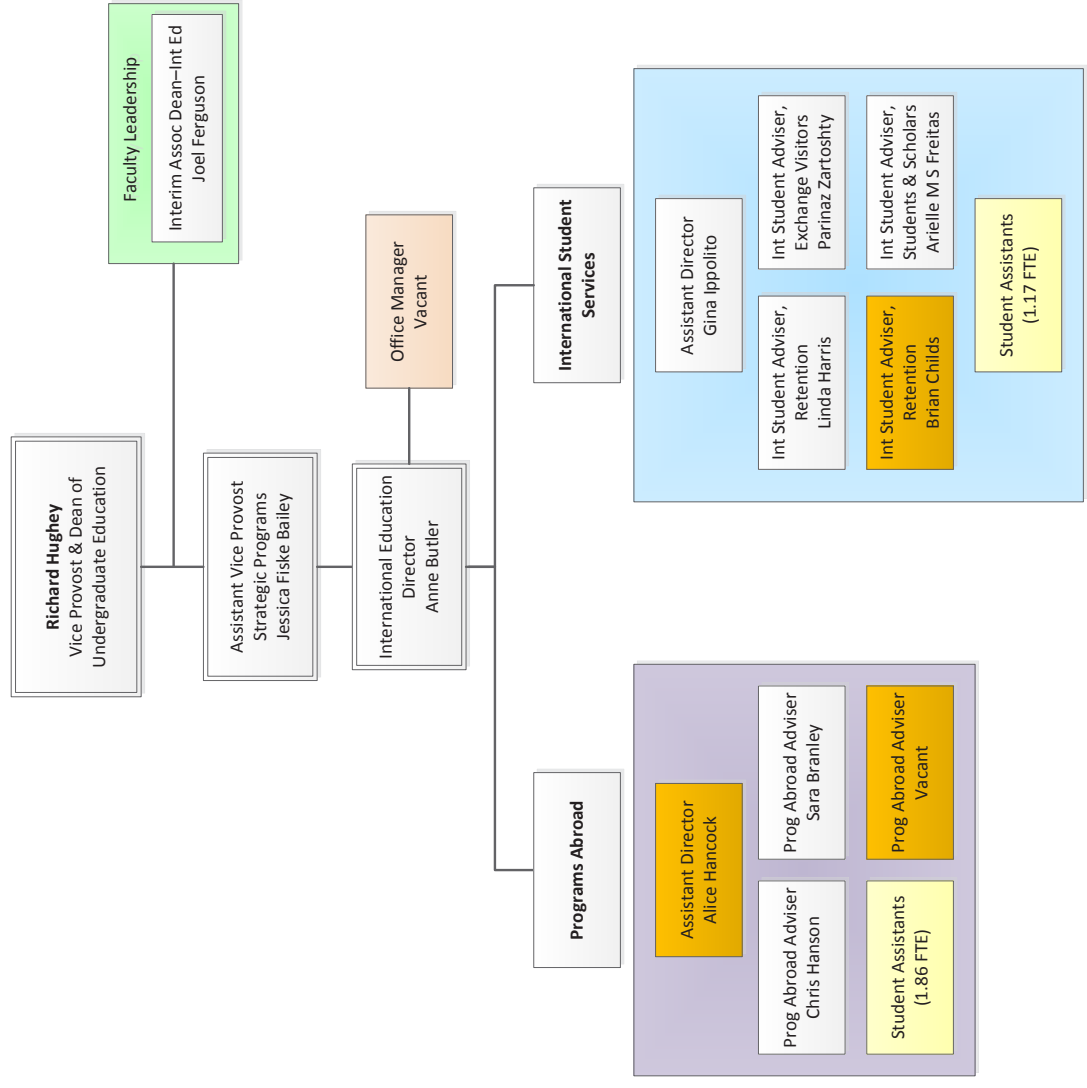 Richard Hughey
Vice Provost & Dean of
Undergraduate Education
Faculty Leadership
Interim Assoc Dean–Int Ed
Joel Ferguson
Assistant Vice Provost
Strategic Programs
Jessica Fiske Bailey
International Education
Director
Anne Butler
Office Manager
Vacant
Programs Abroad
Assistant Director
Alice Hancock
Prog Abroad Adviser
Chris Hanson
Prog Abroad Adviser
Sara Branley
Student Assistants
(1.86 FTE)
Prog Abroad Adviser
Vacant
International Student
Services
Assistant Director
Gina Ippolito
Int Student Adviser,
Retention
Linda Harris
Int Student Adviser,
Exchange Visitors
Parinaz Zartoshty
Int Student Adviser,
Retention
Brian Childs
Int Student Adviser,
Students & Scholars
Arielle M S Freitas
Student Assistants
(1.17 FTE)